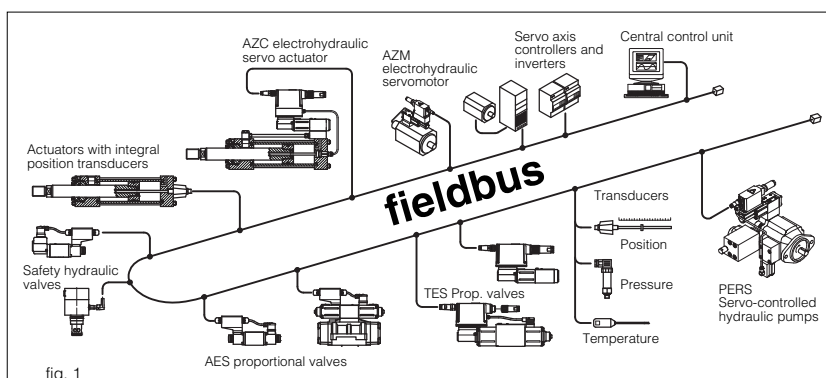 AZC electrohydraulic
servo actuator
AZM
electrohydraulic
servomotor
Servo axis
controllers and
inverters
Central control unit
Actuators with integral
position transducers
fieldbus
Transducers
Position
Pressure
Temperature
Safety hydraulic
valves
TES Prop. valves
AES proportional valves
PERS
Servo-controlled
hydraulic pumps
fig. 1